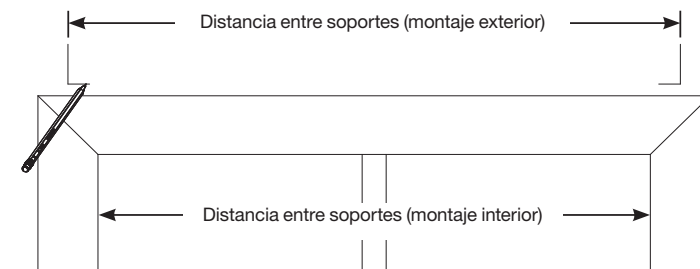 Distancia entre soportes (montaje exterior)
Distancia entre soportes (montaje interior)